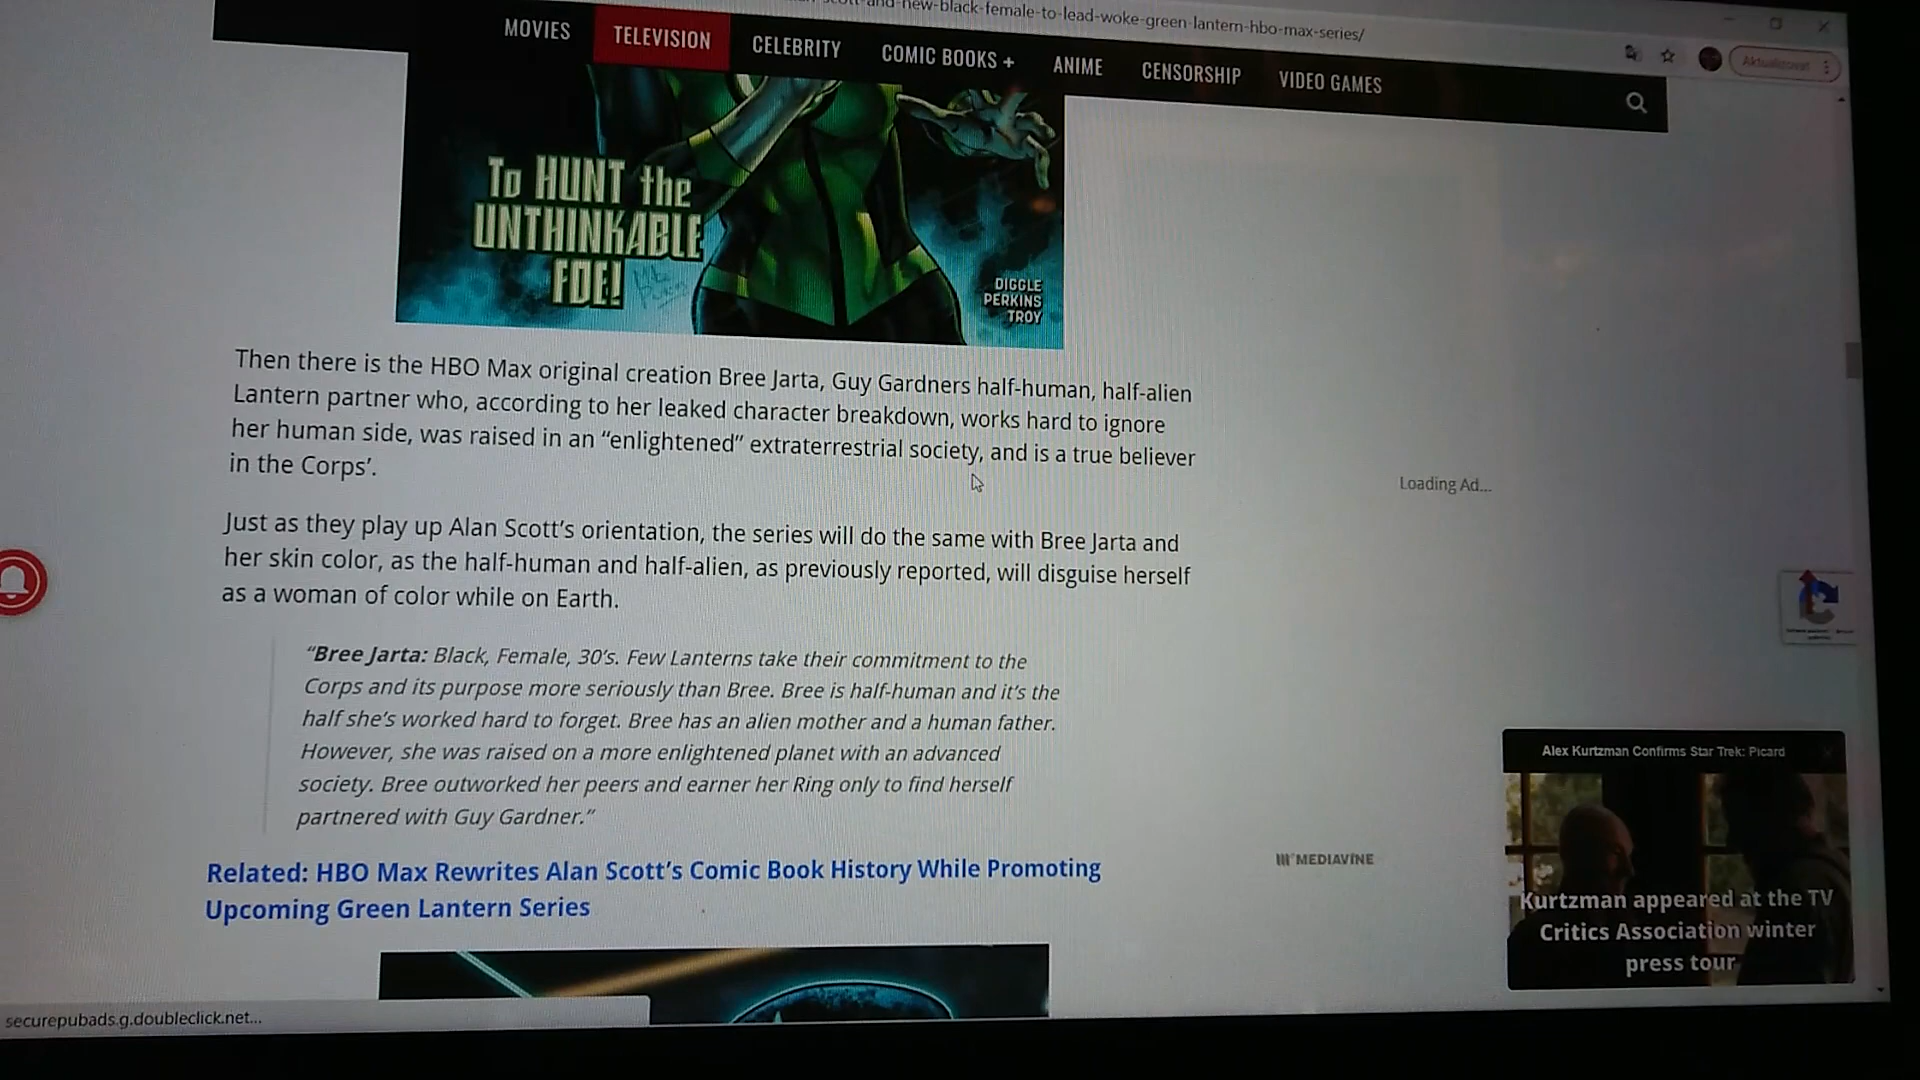 -new-black-female-to-lead-woke-green-lantern-hbo-max-series/
MOVIES
TELEVISION
CELEBRITY
COMIC BOOKS +
ANIME
CENSORSHIP
VIDEO GAMES
Aktualizovat
To HUNT the
UNTHINKABLE
FOE!
DIGGLE
PERKINS
TROY
Then there is the HBO Max original creation Bree Jarta, Guy Gardners half-human, half-alien
Lantern partner who, according to her leaked character breakdown, works hard to ignore
her human side, was raised in an “enlightened” extraterrestrial society, and is a true believer
in the Corps’.
Loading Ad...
Just as they play up Alan Scott’s orientation, the series will do the same with Bree Jarta and
her skin color, as the half-human and half-alien, as previously reported, will disguise herself
as a woman of color while on Earth.
“Bree Jarta: Black, Female, 30’s. Few Lanterns take their commitment to the
Corps and its purpose more seriously than Bree. Bree is half-human and it’s the
half she’s worked hard to forget. Bree has an alien mother and a human father.
However, she was raised on a more enlightened planet with an advanced
society. Bree outworked her peers and earner her Ring only to find herself
partnered with Guy Gardner.”
Related: HBO Max Rewrites Alan Scott’s Comic Book History While Promoting
Upcoming Green Lantern Series
MEDIAVINE
Alex Kurtzman Confirms Star Trek: Picard
Kurtzman appeared at the TV
Critics Association winter
press tour
securepubads.g.doubleclick.net...